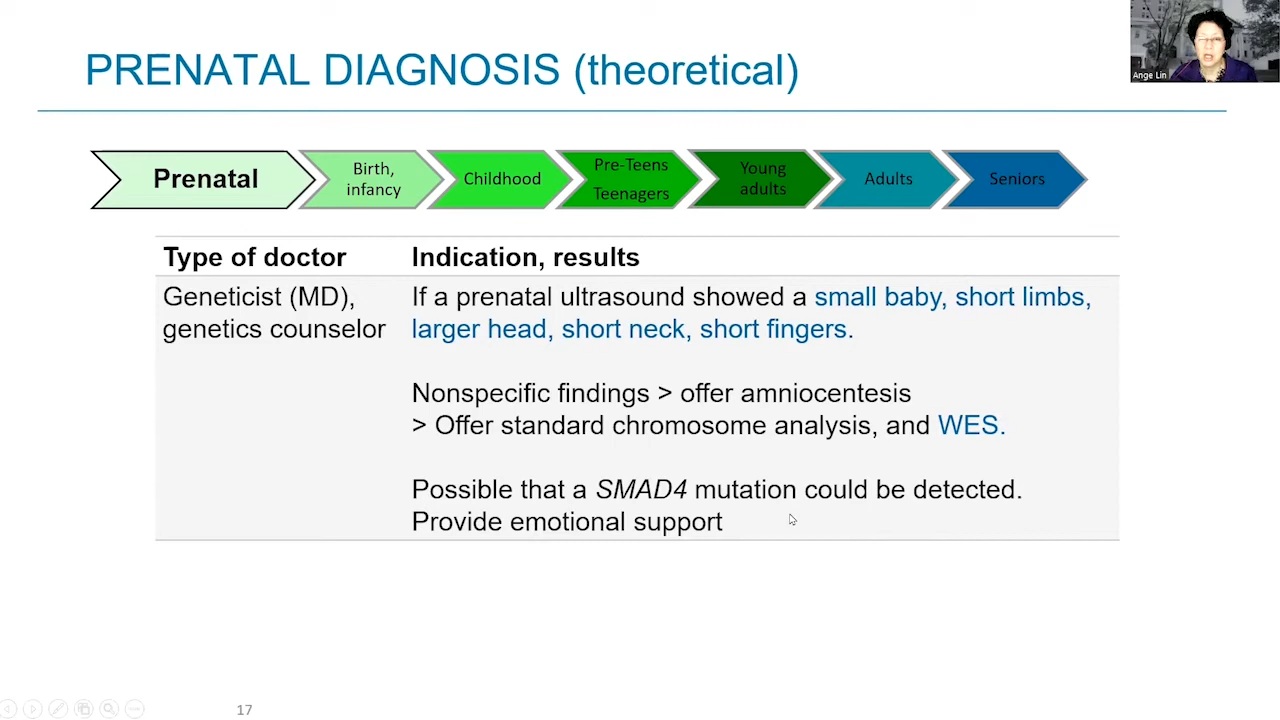 PRENATAL DIAGNOSIS (theoretical)
Ange Lin
Prenatal
Birth,
infancy
Childhood
Pre-Teens
Teenagers
Young
adults
Adults
Seniors
Type of doctor
Indication, results
Geneticist (MD),
genetics counselor
If a prenatal ultrasound showed a small baby, short limbs,
larger head, short neck, short fingers.
Nonspecific findings > offer amniocentesis
> Offer standard chromosome analysis, and WES.
Possible that a SMAD4 mutation could be detected.
Provide emotional support
17